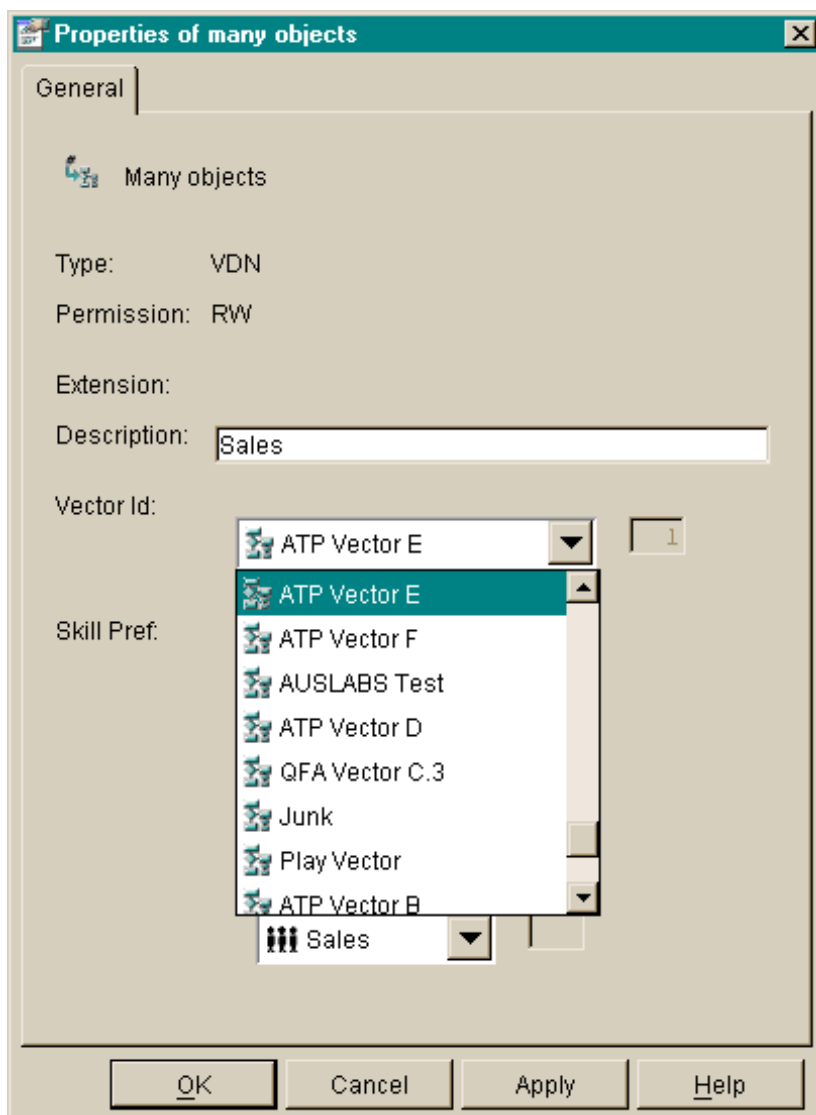 Properties of many objects
General
Many objects
Type: VDN
Permission: RW
Extension:
Description: Sales
Vector Id:
ATP Vector E 1
ATP Vector E
Skill Pref: ATP Vector F
AUSLABS Test
ATP Vector D
QFA Vector C.3
Junk
Play Vector
ATP Vector B
Sales
OK Cancel Apply Help